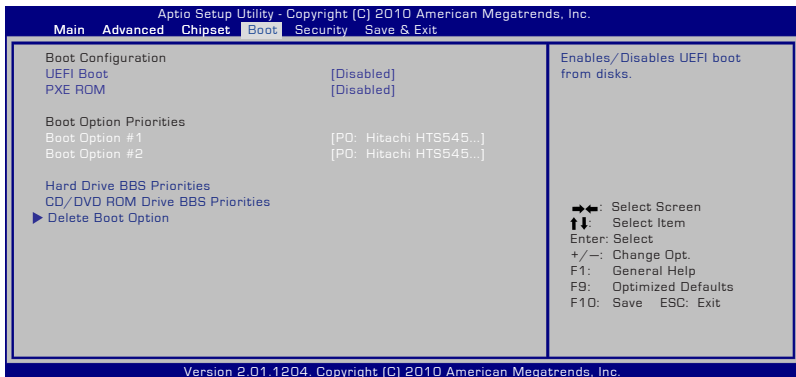 Aptio Setup Utility - Copyright (C) 2010 American Megatrends, Inc.
Main Advanced Chipset Boot Security Save & Exit
Boot Configuration
UEFI Boot [Disabled]
PXE ROM [Disabled]
Boot Option Priorities
Boot Option #1 [P0: Hitachi HTS545...]
Boot Option #2 [P0: Hitachi HTS545...]
Hard Drive BBS Priorities
CD/DVD ROM Drive BBS Priorities
Delete Boot Option
Enables/Disables UEFI boot
from disks.
→←: Select Screen
↑↓: Select Item
Enter: Select
+/—: Change Opt.
F1: General Help
F9: Optimized Defaults
F10: Save ESC: Exit
Version 2.01.1204. Copyright (C) 2010 American Megatrends, Inc.